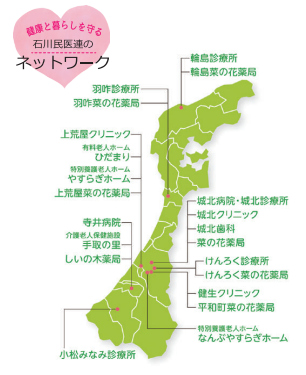 健康と暮らしを守る
石川民医連の
ネットワーク
輪島診療所
輪島菜の花薬局
羽咋診療所
羽咋菜の花薬局
上荒屋クリニック
有料老人ホーム
ひだまり
特別養護老人ホーム
やすらぎホーム
上荒屋菜の花薬局
寺井病院
介護老人保健施設
手取の里
しいの木薬局
小松みなみ診療所
城北病院・城北診療所
城北クリニック
城北歯科
菜の花薬局
けんろく診療所
けんろく菜の花薬局
健生クリニック
平和町菜の花薬局
特別養護老人ホーム
なんぶやすらぎホーム